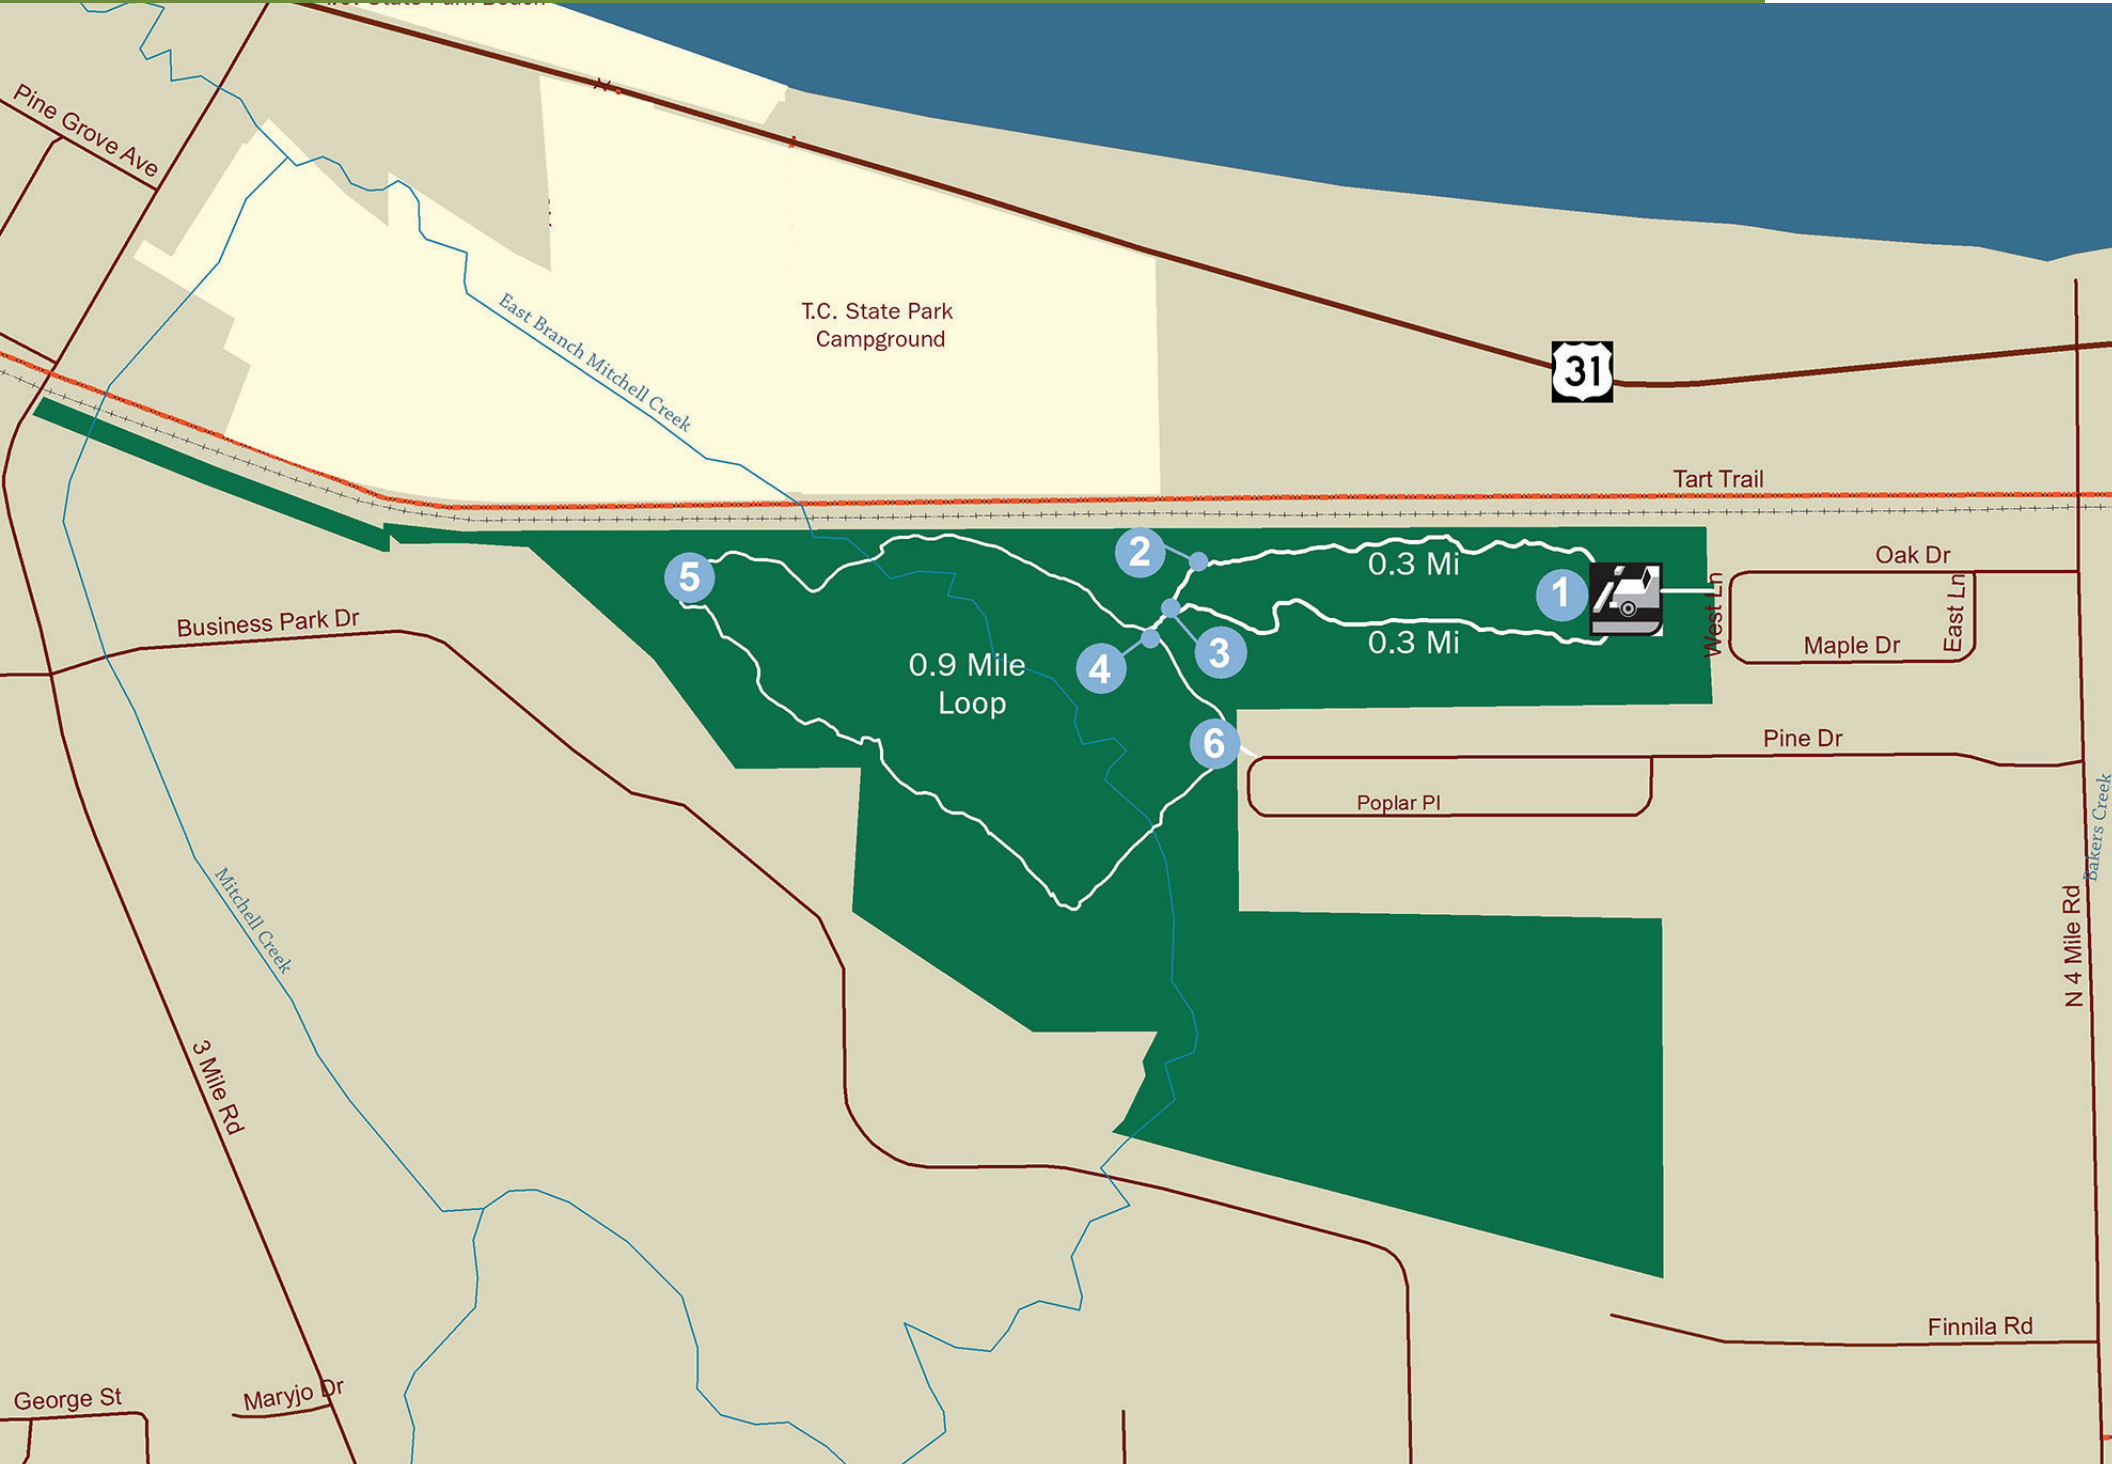 Pine Grove Ave
East Branch Mitchell Creek
T.C. State Park
Campground
31
Tart Trail
Oak Dr
East Ln
West Ln
Maple Dr
2
0.3 Mi
1
5
3
4
0.3 Mi
0.9 Mile
Loop
Business Park Dr
6
Pine Dr
Poplar Pl
Bakers Creek
N 4 Mile Rd
Mitchell Creek
3 Mile Rd
Finnila Rd
George St
Maryjo Dr